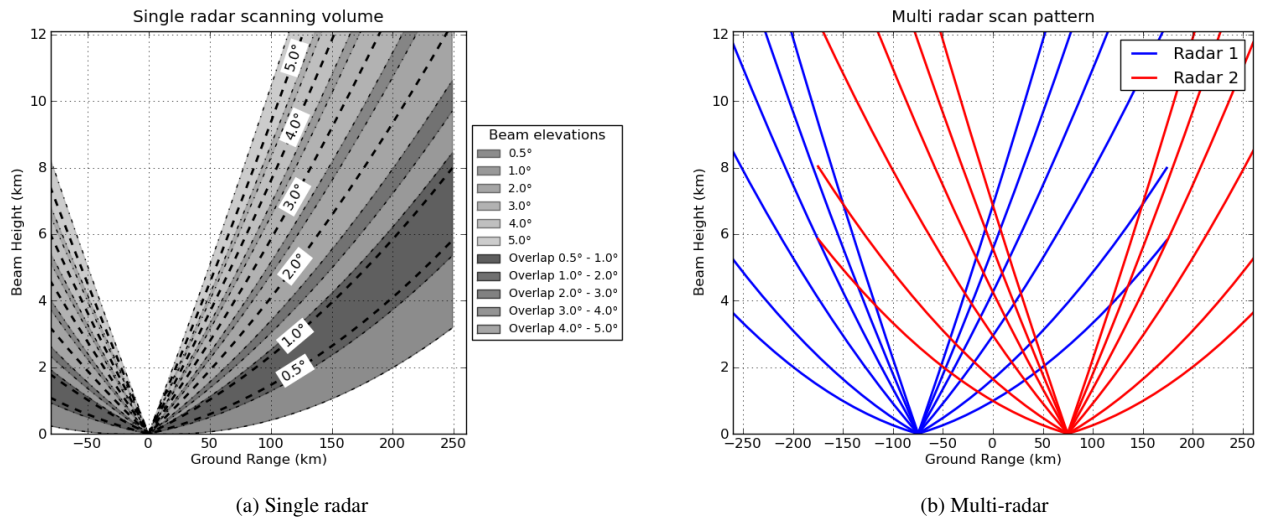 Single radar scanning volume
12
10
8
6
4
2
0
Beam Height (km)
5.0°
4.0°
3.0°
2.0°
1.0°
0.5°
−50 0 50 100 150 200 250
Ground Range (km)
Beam elevations
0.5°
1.0°
2.0°
3.0°
4.0°
5.0°
Overlap 0.5° - 1.0°
Overlap 1.0° - 2.0°
Overlap 2.0° - 3.0°
Overlap 3.0° - 4.0°
Overlap 4.0° - 5.0°
(a) Single radar
Multi radar scan pattern
12
10
8
6
4
2
0
Beam Height (km)
Radar 1
Radar 2
−250 −200 −150 −100 −50 0 50 100 150 200 250
Ground Range (km)
(b) Multi-radar